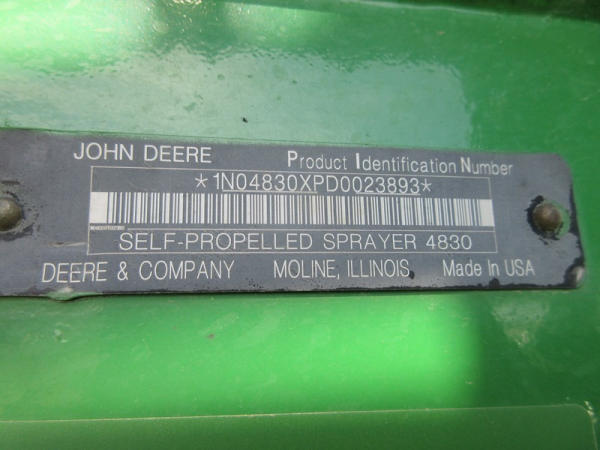 JOHN DEERE Product Identification Number
*1N04830XPD0023893*
SELF-PROPELLED SPRAYER 4830
DEERE & COMPANY MOLINE, ILLINOIS Made In USA